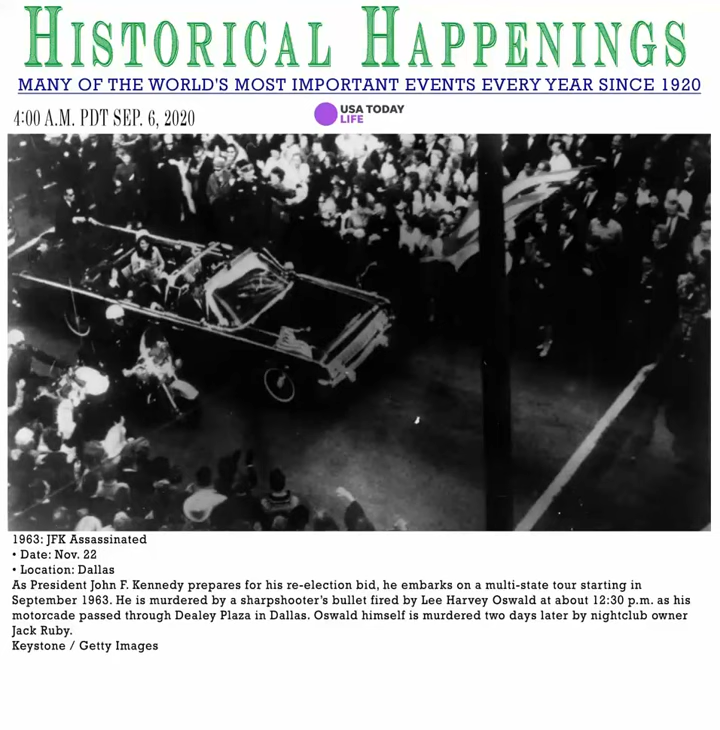 HISTORICAL HAPPENINGS
MANY OF THE WORLD'S MOST IMPORTANT EVENTS EVERY YEAR SINCE 1920
4:00 A.M. PDT SEP. 6, 2020
USA TODAY
LIFE
1963: JFK Assassinated
• Date: Nov. 22
• Location: Dallas
As President John F. Kennedy prepares for his re-election bid, he embarks on a multi-state tour starting in
September 1963. He is murdered by a sharpshooter's bullet fired by Lee Harvey Oswald at about 12:30 p.m. as his
motorcade passed through Dealey Plaza in Dallas. Oswald himself is murdered two days later by nightclub owner
Jack Ruby.
Keystone / Getty Images